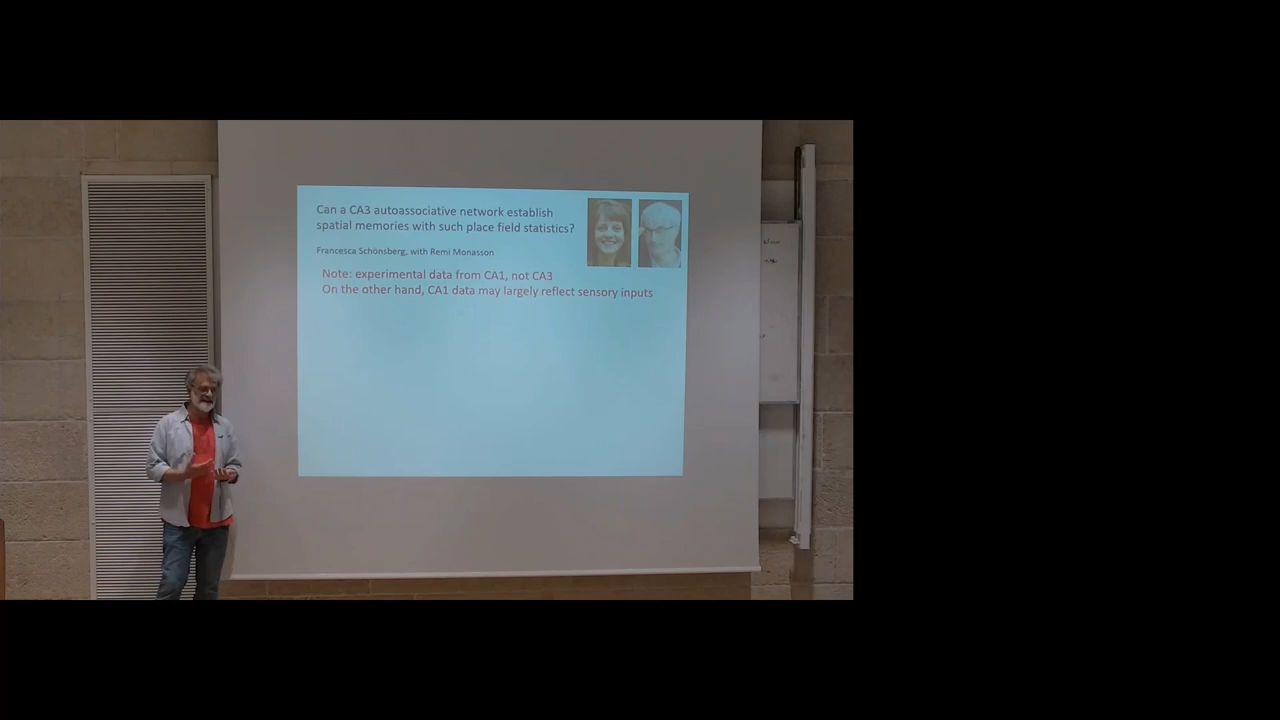 Can a CA3 autoassociative network establish
spatial memories with such place field statistics?
Francesca Schönsberg, with Remi Monasson
Note: experimental data from CA1, not CA3
On the other hand, CA1 data may largely reflect sensory inputs